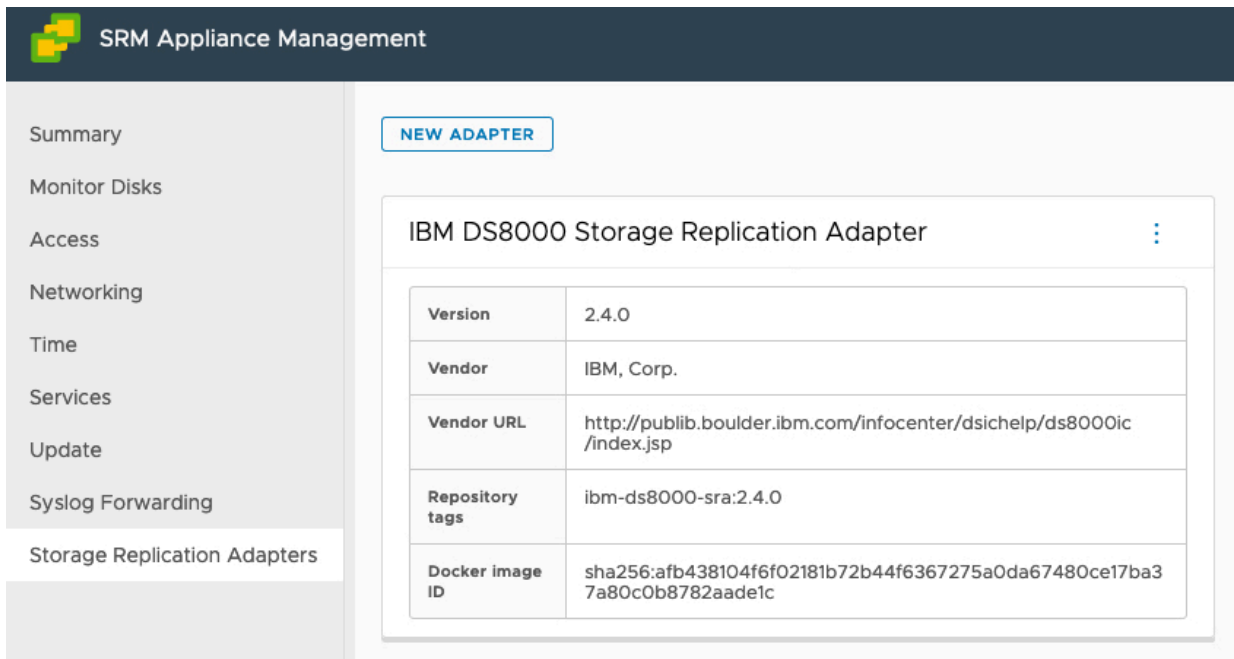 SRM Appliance Management
Summary
Monitor Disks
Access
Networking
Time
Services
Update
Syslog Forwarding
Storage Replication Adapters
NEW ADAPTER
IBM DS8000 Storage Replication Adapter
Version 2.4.0
Vendor IBM, Corp.
Vendor URL http://publib.boulder.ibm.com/infocenter/dsichelp/ds8000ic
/index.jsp
Repository ibm-ds8000-sra:2.4.0
tags
Docker image sha256:afb438104f6f02181b72b44f6367275a0da67480ce17ba3
ID 7a80c0b8782aade1c